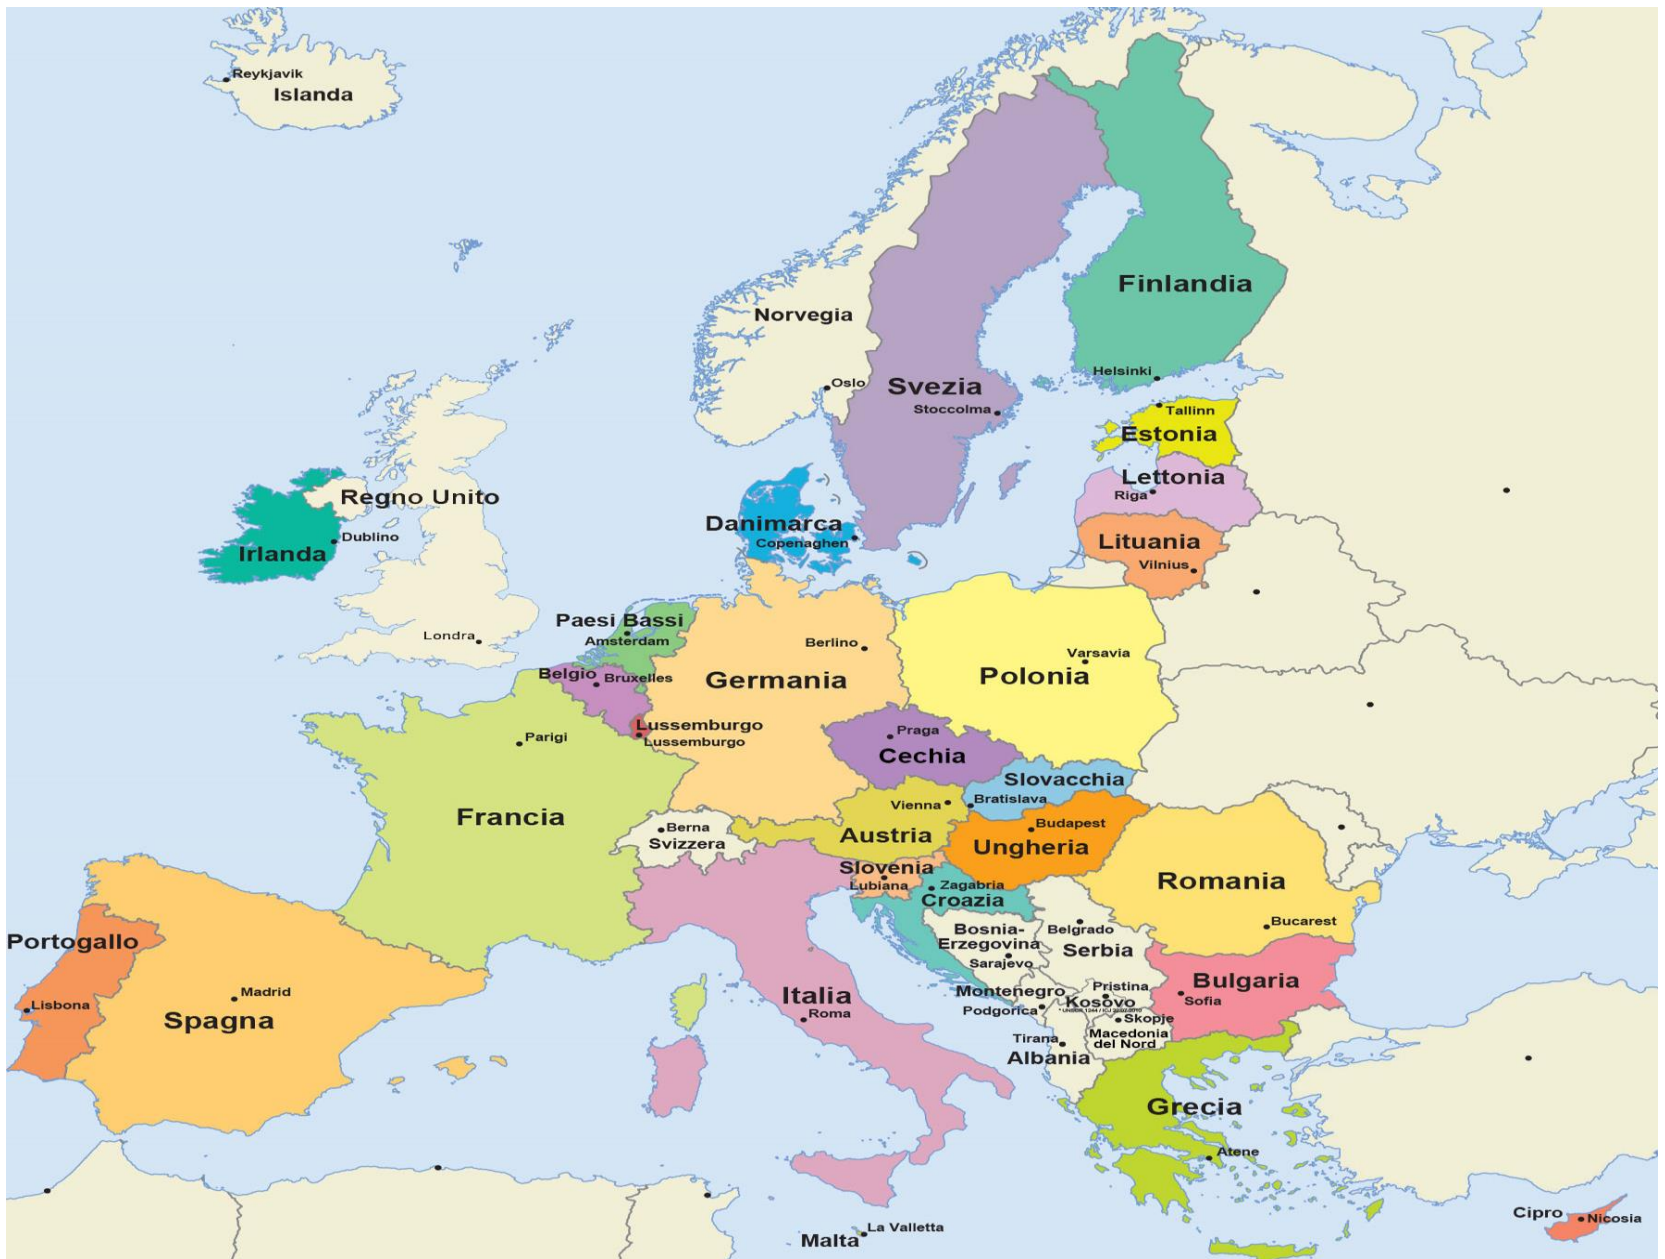 Reykjavik
Islanda
Finlandia
Norvegia
Helsinki
Oslo
Svezia
Stoccolma
Tallinn
Estonia
Lettonia
Riga
Regno Unito
Danimarca
Copenaghen
Dublino
Irlanda
Lituania
Vilnius
Paesi Bassi
Amsterdam
Londra
Berlino
Varsavia
Belgio
Bruxelles
Germania
Polonia
Lussemburgo
Lussemburgo
Parigi
Praga
Cechia
Slovacchia
Bratislava
Vienna
Francia
Berna
Svizzera
Austria
Budapest
Ungheria
Slovenia
Lubiana
Zagabria
Croazia
Romania
Bucarest
Bosnia-
Erzegovina
Sarajevo
Belgrado
Serbia
Portogallo
Lisbona
Madrid
Spagna
Italia
Roma
Montenegro
Podgorica
Pristina
Kosovo
Bulgaria
Sofia
Skopje
Macedonia
del Nord
Tirana
Albania
Grecia
Atene
La Valletta
Malta
Cipro
Nicosia